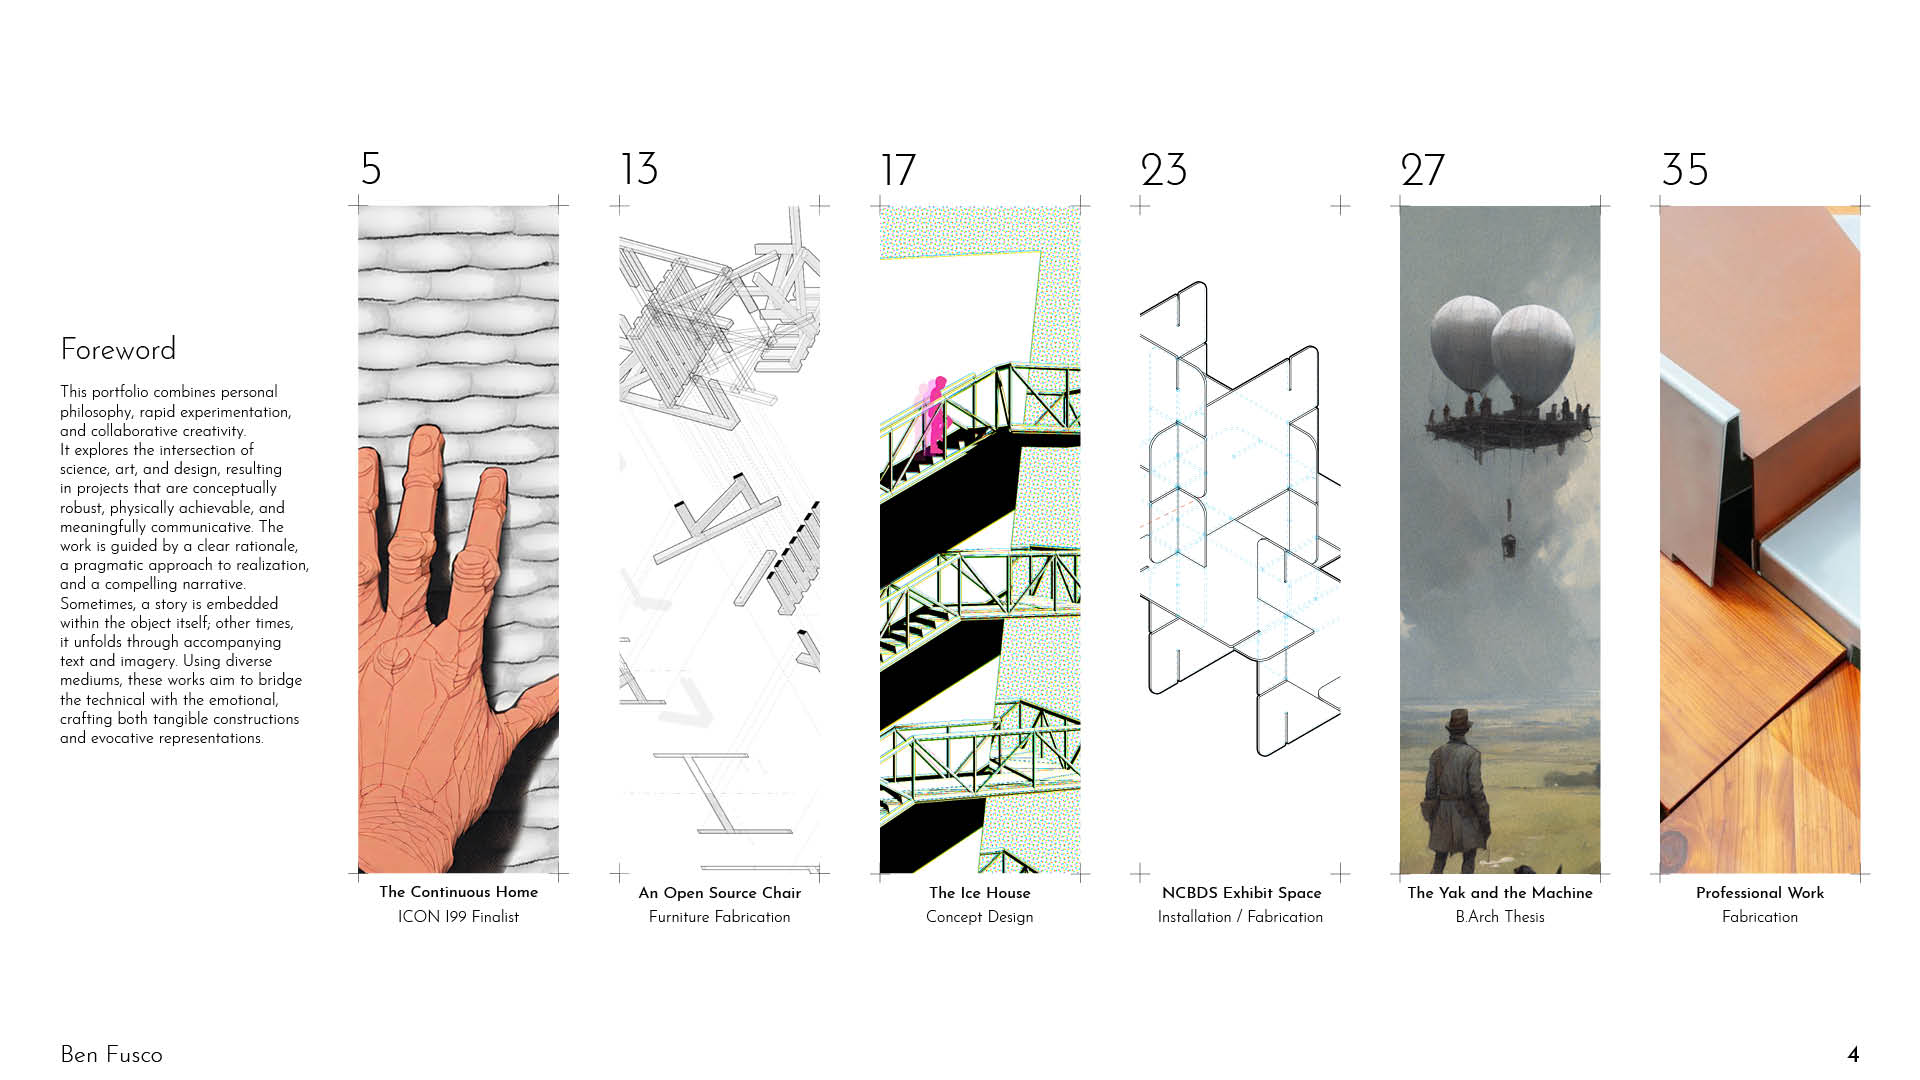 Foreword
This portfolio combines personal
philosophy, rapid experimentation,
and collaborative creativity.
It explores the intersection of
science, art, and design, resulting
in projects that are conceptually
robust, physically achievable, and
meaningfully communicative. The
work is guided by a clear rationale,
a pragmatic approach to realization,
and a compelling narrative.
Sometimes, a story is embedded
within the object itself; other times,
it unfolds through accompanying
text and imagery. Using diverse
mediums, these works aim to bridge
the technical with the emotional,
crafting both tangible constructions
and evocative representations.
5
The Continuous Home
ICON I99 Finalist
13
An Open Source Chair
Furniture Fabrication
17
The Ice House
Concept Design
23
NCBDS Exhibit Space
Installation / Fabrication
27
The Yak and the Machine
B.Arch Thesis
35
Professional Work
Fabrication
Ben Fusco
4